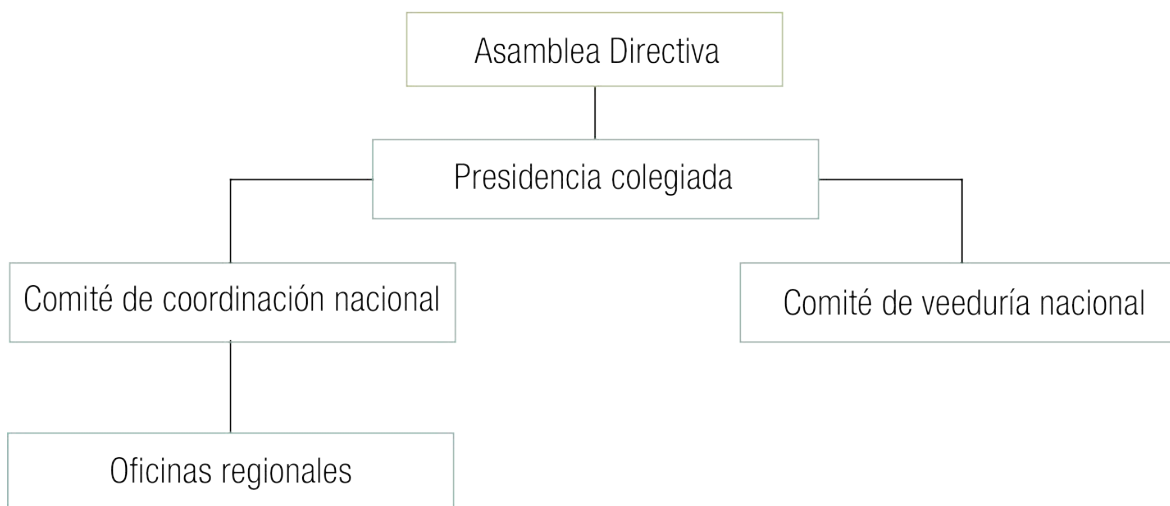 Asamblea Directiva
Presidencia colegiada
Comité de coordinación nacional
Comité de veeduría nacional
Oficinas regionales